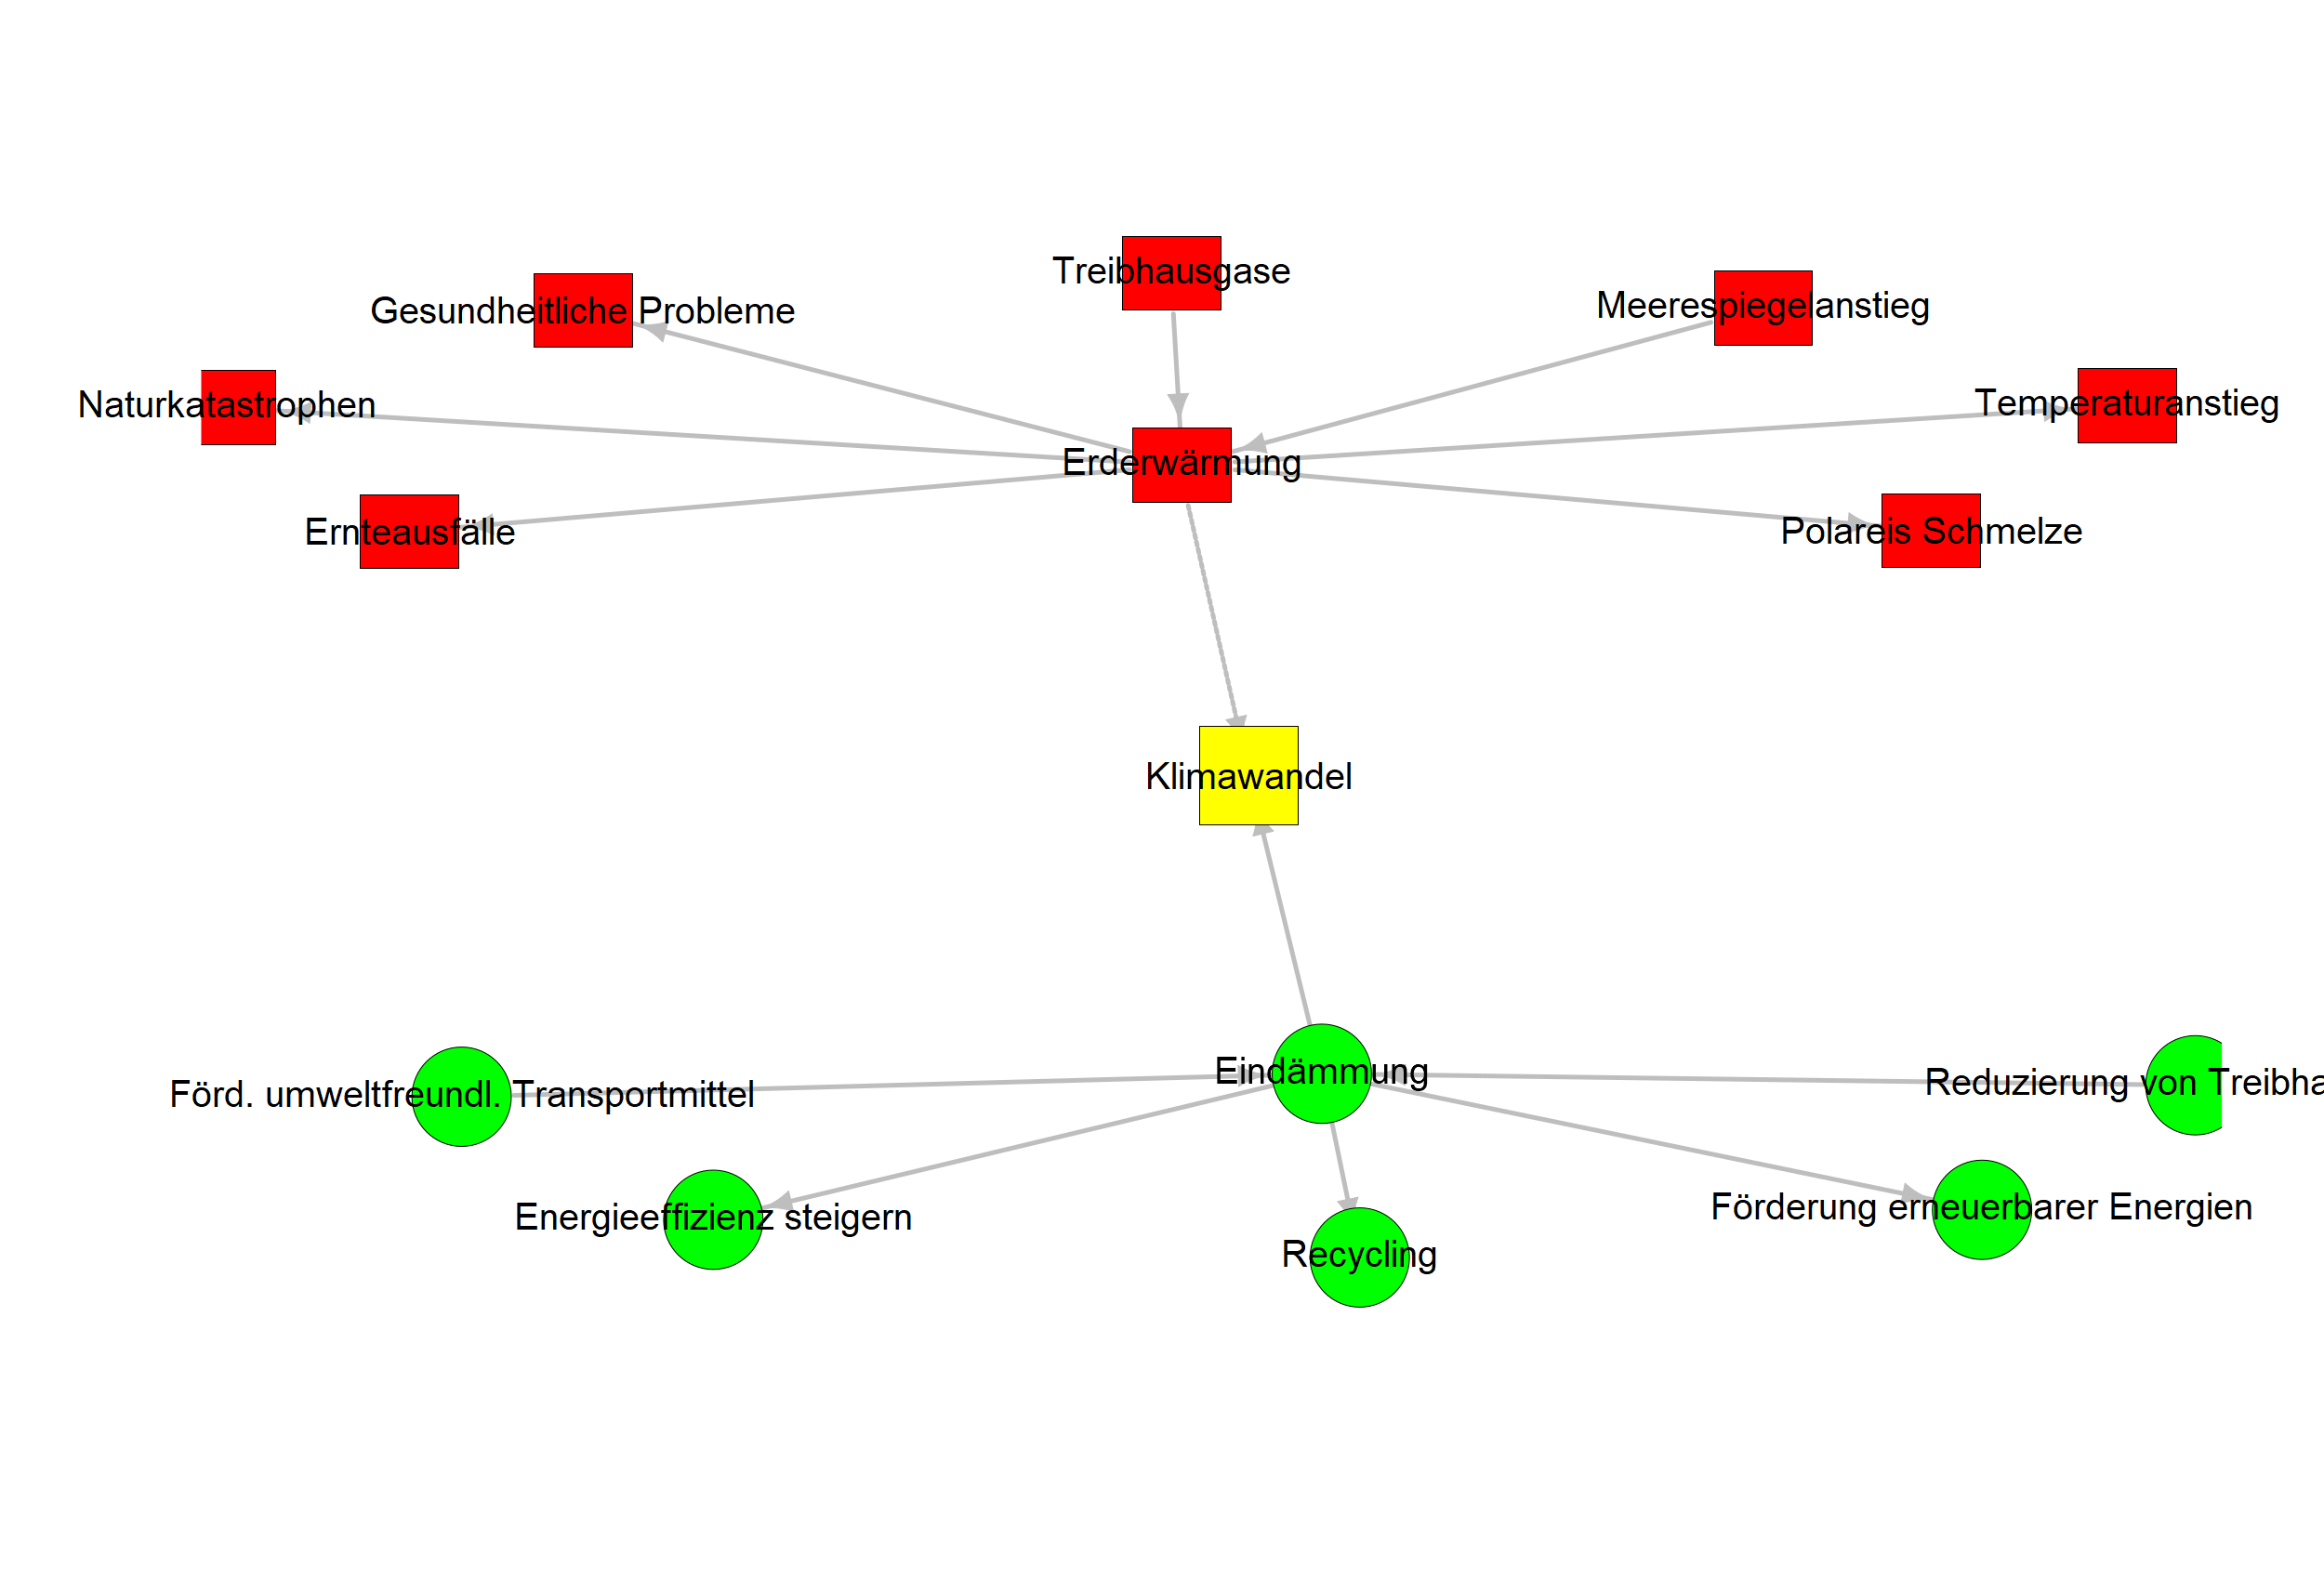 Treibhausgase
Gesundheitliche Probleme
Meerespiegelanstieg
Naturkatastrophen
Temperaturanstieg
Erderwärmung
Ernteausfälle
Polareis Schmelze
Klimawandel
Eindämmung
Förd. umweltfreundl. Transportmittel
Reduzierung von Treibha
Energieeffizienz steigern
Förderung erneuerbarer Energien
Recycling